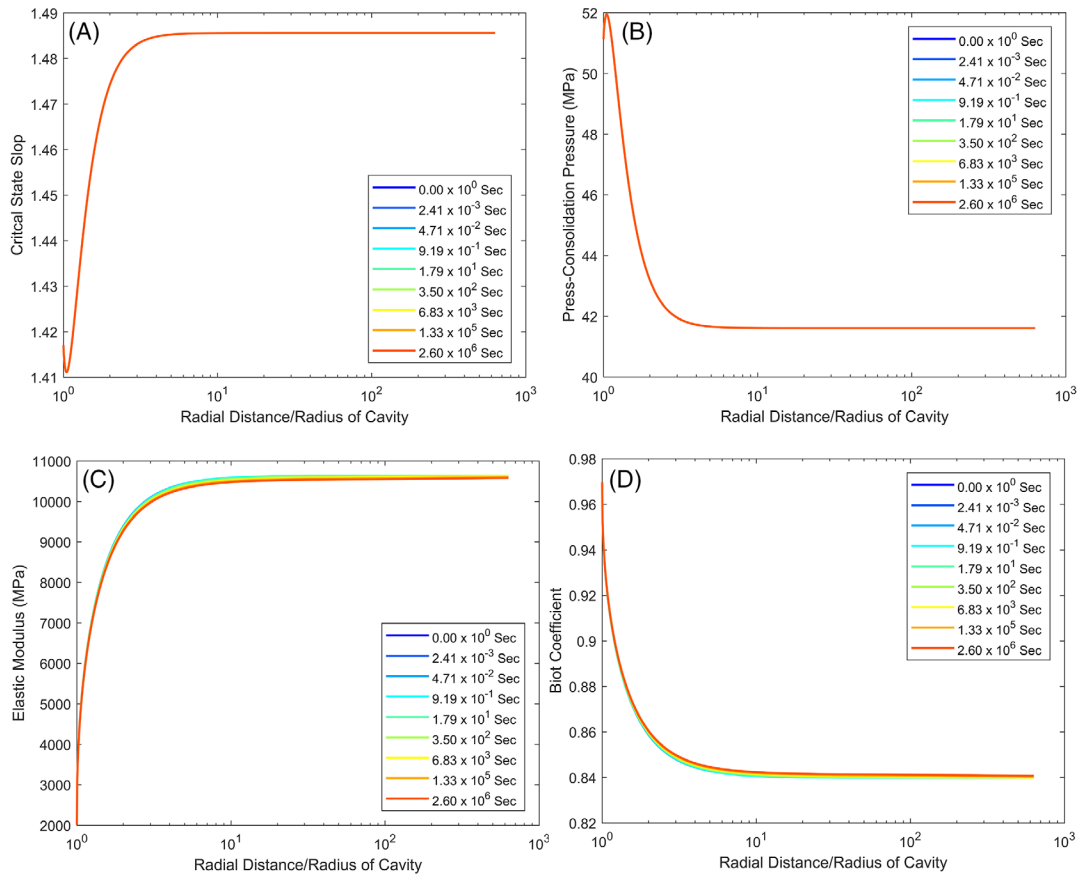 (A)
1.49
1.48
1.47
1.46
1.45
1.44
1.43
1.42
1.41
Critcal State Slop
0.00 x 10^0 Sec
2.41 x 10^-3 Sec
4.71 x 10^-2 Sec
9.19 x 10^-1 Sec
1.79 x 10^1 Sec
3.50 x 10^2 Sec
6.83 x 10^3 Sec
1.33 x 10^5 Sec
2.60 x 10^6 Sec
10^0 10^1 10^2 10^3
Radial Distance/Radius of Cavity
(B)
52
50
48
46
44
42
40
Press-Consolidation Pressure (MPa)
0.00 x 10^0 Sec
2.41 x 10^-3 Sec
4.71 x 10^-2 Sec
9.19 x 10^-1 Sec
1.79 x 10^1 Sec
3.50 x 10^2 Sec
6.83 x 10^3 Sec
1.33 x 10^5 Sec
2.60 x 10^6 Sec
10^0 10^1 10^2 10^3
Radial Distance/Radius of Cavity
(C)
11000
10000
9000
8000
7000
6000
5000
4000
3000
2000
Elastic Modulus (MPa)
0.00 x 10^0 Sec
2.41 x 10^-3 Sec
4.71 x 10^-2 Sec
9.19 x 10^-1 Sec
1.79 x 10^1 Sec
3.50 x 10^2 Sec
6.83 x 10^3 Sec
1.33 x 10^5 Sec
2.60 x 10^6 Sec
10^0 10^1 10^2 10^3
Radial Distance/Radius of Cavity
(D)
0.98
0.96
0.94
0.92
0.9
0.88
0.86
0.84
0.82
Biot Coefficient
0.00 x 10^0 Sec
2.41 x 10^-3 Sec
4.71 x 10^-2 Sec
9.19 x 10^-1 Sec
1.79 x 10^1 Sec
3.50 x 10^2 Sec
6.83 x 10^3 Sec
1.33 x 10^5 Sec
2.60 x 10^6 Sec
10^0 10^1 10^2 10^3
Radial Distance/Radius of Cavity